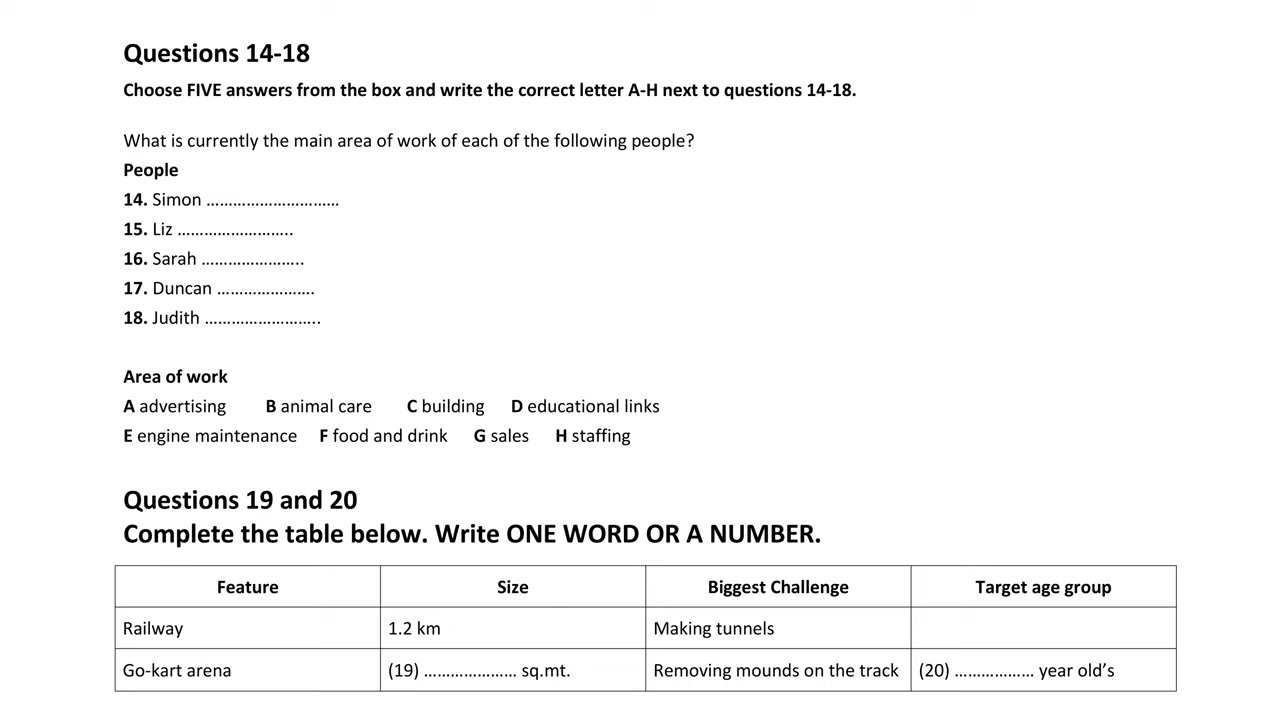 Questions 14-18
Choose FIVE answers from the box and write the correct letter A-H next to questions 14-18.
What is currently the main area of work of each of the following people?
People
14. Simon …………………………
15. Liz ……………………..
16. Sarah …………………..
17. Duncan ………………….
18. Judith ……………………..
Area of work
A advertising B animal care C building D educational links
E engine maintenance F food and drink G sales H staffing
Questions 19 and 20
Complete the table below. Write ONE WORD OR A NUMBER.
Feature Size Biggest Challenge Target age group
Railway 1.2 km Making tunnels
Go-kart arena (19) ………………… sq.mt. Removing mounds on the track (20) ……………… year old’s